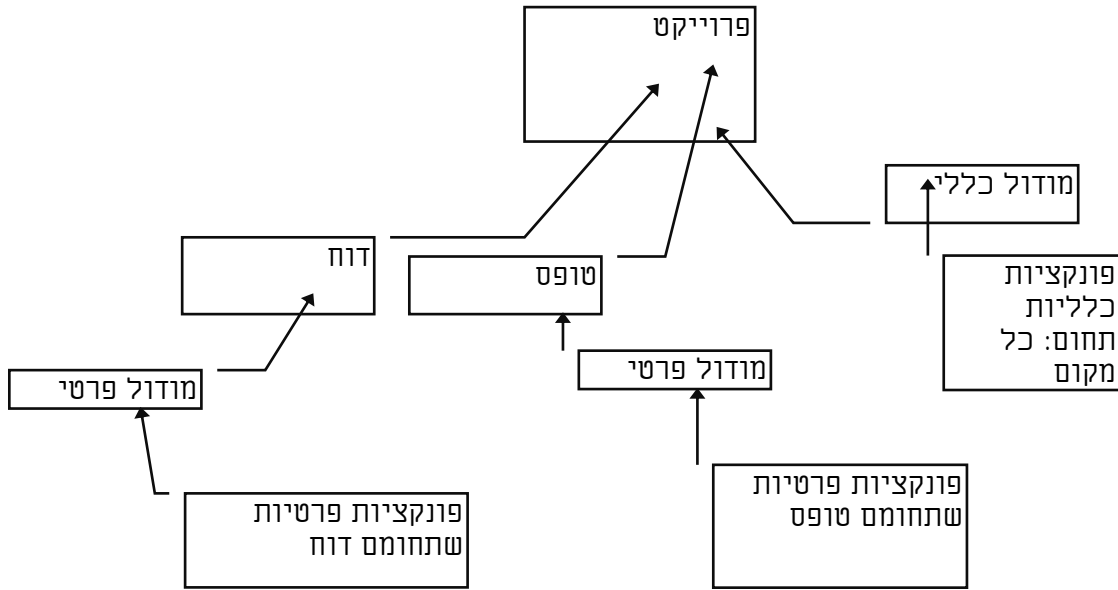 פרוייקט
מודול כללי
דוח
טופס
פונקציות
כלליות
תחום: כל
מקום
מודול פרטי
מודול פרטי
פונקציות פרטיות
שתחומם טופס
פונקציות פרטיות
שתחומם דוח